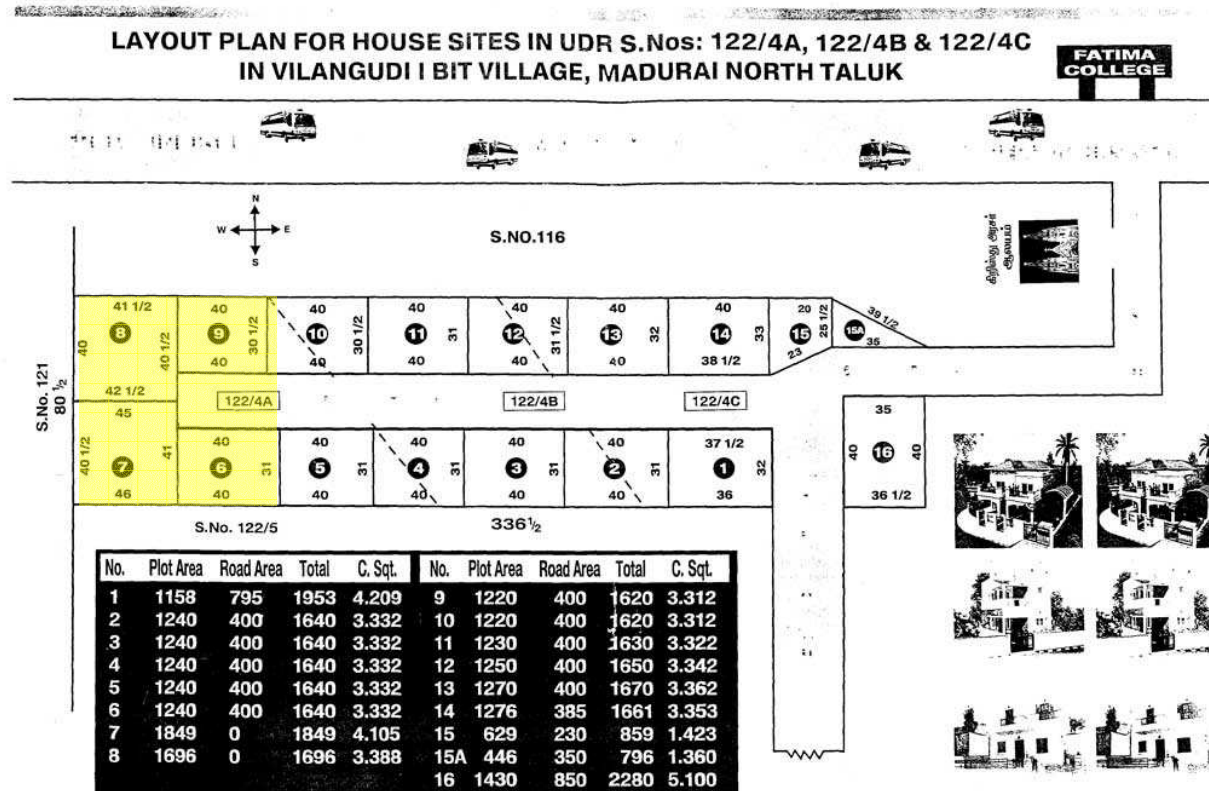 LAYOUT PLAN FOR HOUSE SITES IN UDR S.Nos: 122/4A, 122/4B & 122/4C
IN VILANGUDI I BIT VILLAGE, MADURAI NORTH TALUK
FATIMA
COLLEGE
N
W E
S
S.NO.116
கிறிஸ்து அரசர்
ஆலயம்
41 1/2 40 40 40 40 40 40 20 39 1/2
8 9 10 11 12 13 14 15 15A
40 40 1/2 30 1/2 30 1/2 31 31 1/2 32 33 25 1/2 35
42 1/2 40 40 40 40 40 38 1/2 23
S.No. 121
80 ½
122/4A 122/4B 122/4C
45 40 40 40 40 40 37 1/2 35
7 6 5 4 3 2 1 16
40 1/2 41 31 31 31 31 31 32 40 40
46 40 40 40 40 40 36 36 1/2
S.No. 122/5
336½
No. Plot Area Road Area Total C. Sqt. No. Plot Area Road Area Total C. Sqt.
1 1158 795 1953 4.209 9 1220 400 1620 3.312
2 1240 400 1640 3.332 10 1220 400 1620 3.312
3 1240 400 1640 3.332 11 1230 400 1630 3.322
4 1240 400 1640 3.332 12 1250 400 1650 3.342
5 1240 400 1640 3.332 13 1270 400 1670 3.362
6 1240 400 1640 3.332 14 1276 385 1661 3.353
7 1849 0 1849 4.105 15 629 230 859 1.423
8 1696 0 1696 3.388 15A 446 350 796 1.360
16 1430 850 2280 5.100